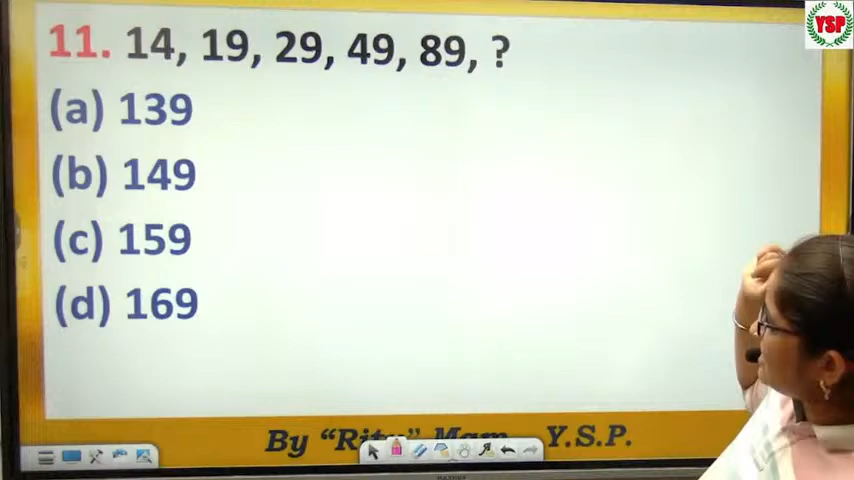 YSP
11. 14, 19, 29, 49, 89, ?
(a) 139
(b) 149
(c) 159
(d) 169
By "Ritu" Mam Y.S.P.